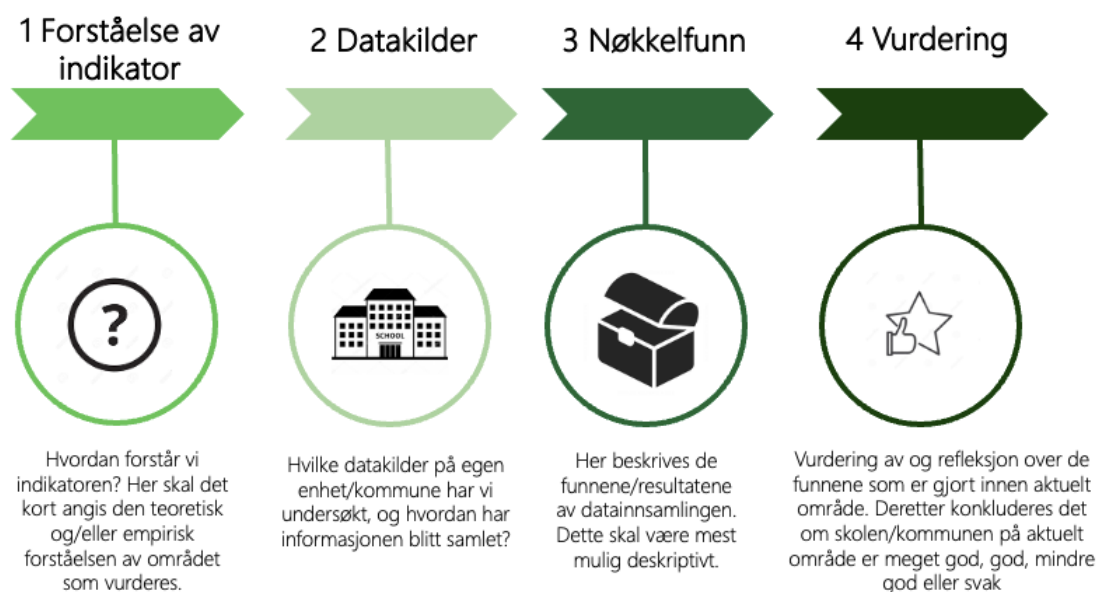 1 Forståelse av
indikator
2 Datakilder
3 Nøkkelfunn
4 Vurdering
?
SCHOOL
Hvordan forstår vi
indikatoren? Her skal det
kort angis den teoretisk
og/eller empirisk
forståelsen av området
som vurderes.
Hvilke datakilder på egen
enhet/kommune har vi
undersøkt, og hvordan har
informasjonen blitt samlet?
Her beskrives de
funnene/resultatene
av datainnsamlingen.
Dette skal være mest
mulig deskriptivt.
Vurdering av og refleksjon over de
funnene som er gjort innen aktuelt
område. Deretter konkluderes det
om skolen/kommunen på aktuelt
område er meget god, god, mindre
god eller svak